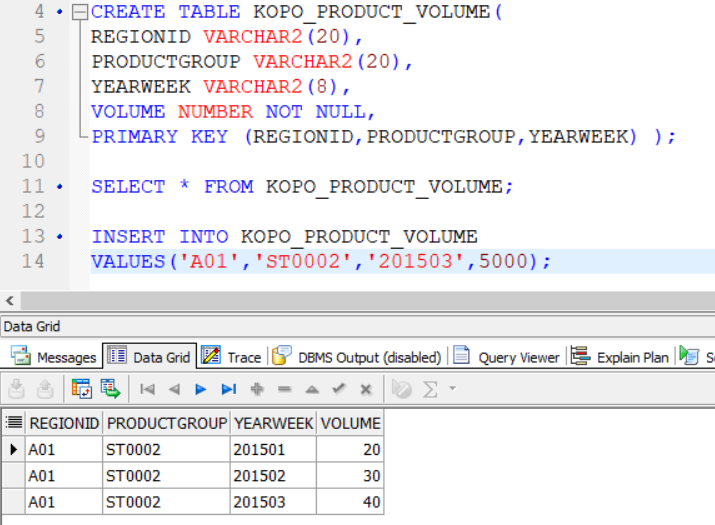 4 CREATE TABLE KOPO_PRODUCT_VOLUME(
5 REGIONID VARCHAR2(20),
6 PRODUCTGROUP VARCHAR2(20),
7 YEARWEEK VARCHAR2(8),
8 VOLUME NUMBER NOT NULL,
9 PRIMARY KEY (REGIONID,PRODUCTGROUP,YEARWEEK) );
10
11 SELECT * FROM KOPO_PRODUCT_VOLUME;
12
13 INSERT INTO KOPO_PRODUCT_VOLUME
14 VALUES('A01','ST0002','201503',5000);
Data Grid
Messages Data Grid Trace DBMS Output (disabled) Query Viewer Explain Plan
REGIONID PRODUCTGROUP YEARWEEK VOLUME
A01 ST0002 201501 20
A01 ST0002 201502 30
A01 ST0002 201503 40